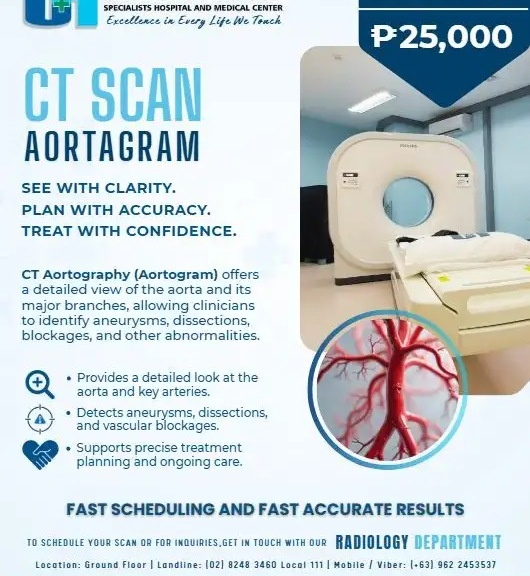 SPECIALISTS HOSPITAL AND MEDICAL CENTER
Excellence in Every Life We Touch
₱25,000
CT SCAN
AORTAGRAM
SEE WITH CLARITY.
PLAN WITH ACCURACY.
TREAT WITH CONFIDENCE.
CT Aortography (Aortogram) offers
a detailed view of the aorta and its
major branches, allowing clinicians
to identify aneurysms, dissections,
blockages, and other abnormalities.
• Provides a detailed look at the
aorta and key arteries.
• Detects aneurysms, dissections,
and vascular blockages.
• Supports precise treatment
planning and ongoing care.
PHILIPS
FAST SCHEDULING AND FAST ACCURATE RESULTS
TO SCHEDULE YOUR SCAN OR FOR INQUIRIES,GET IN TOUCH WITH OUR RADIOLOGY DEPARTMENT
Location: Ground Floor | Landline: (02) 8248 3460 Local 111 | Mobile / Viber: (+63) 962 2453537